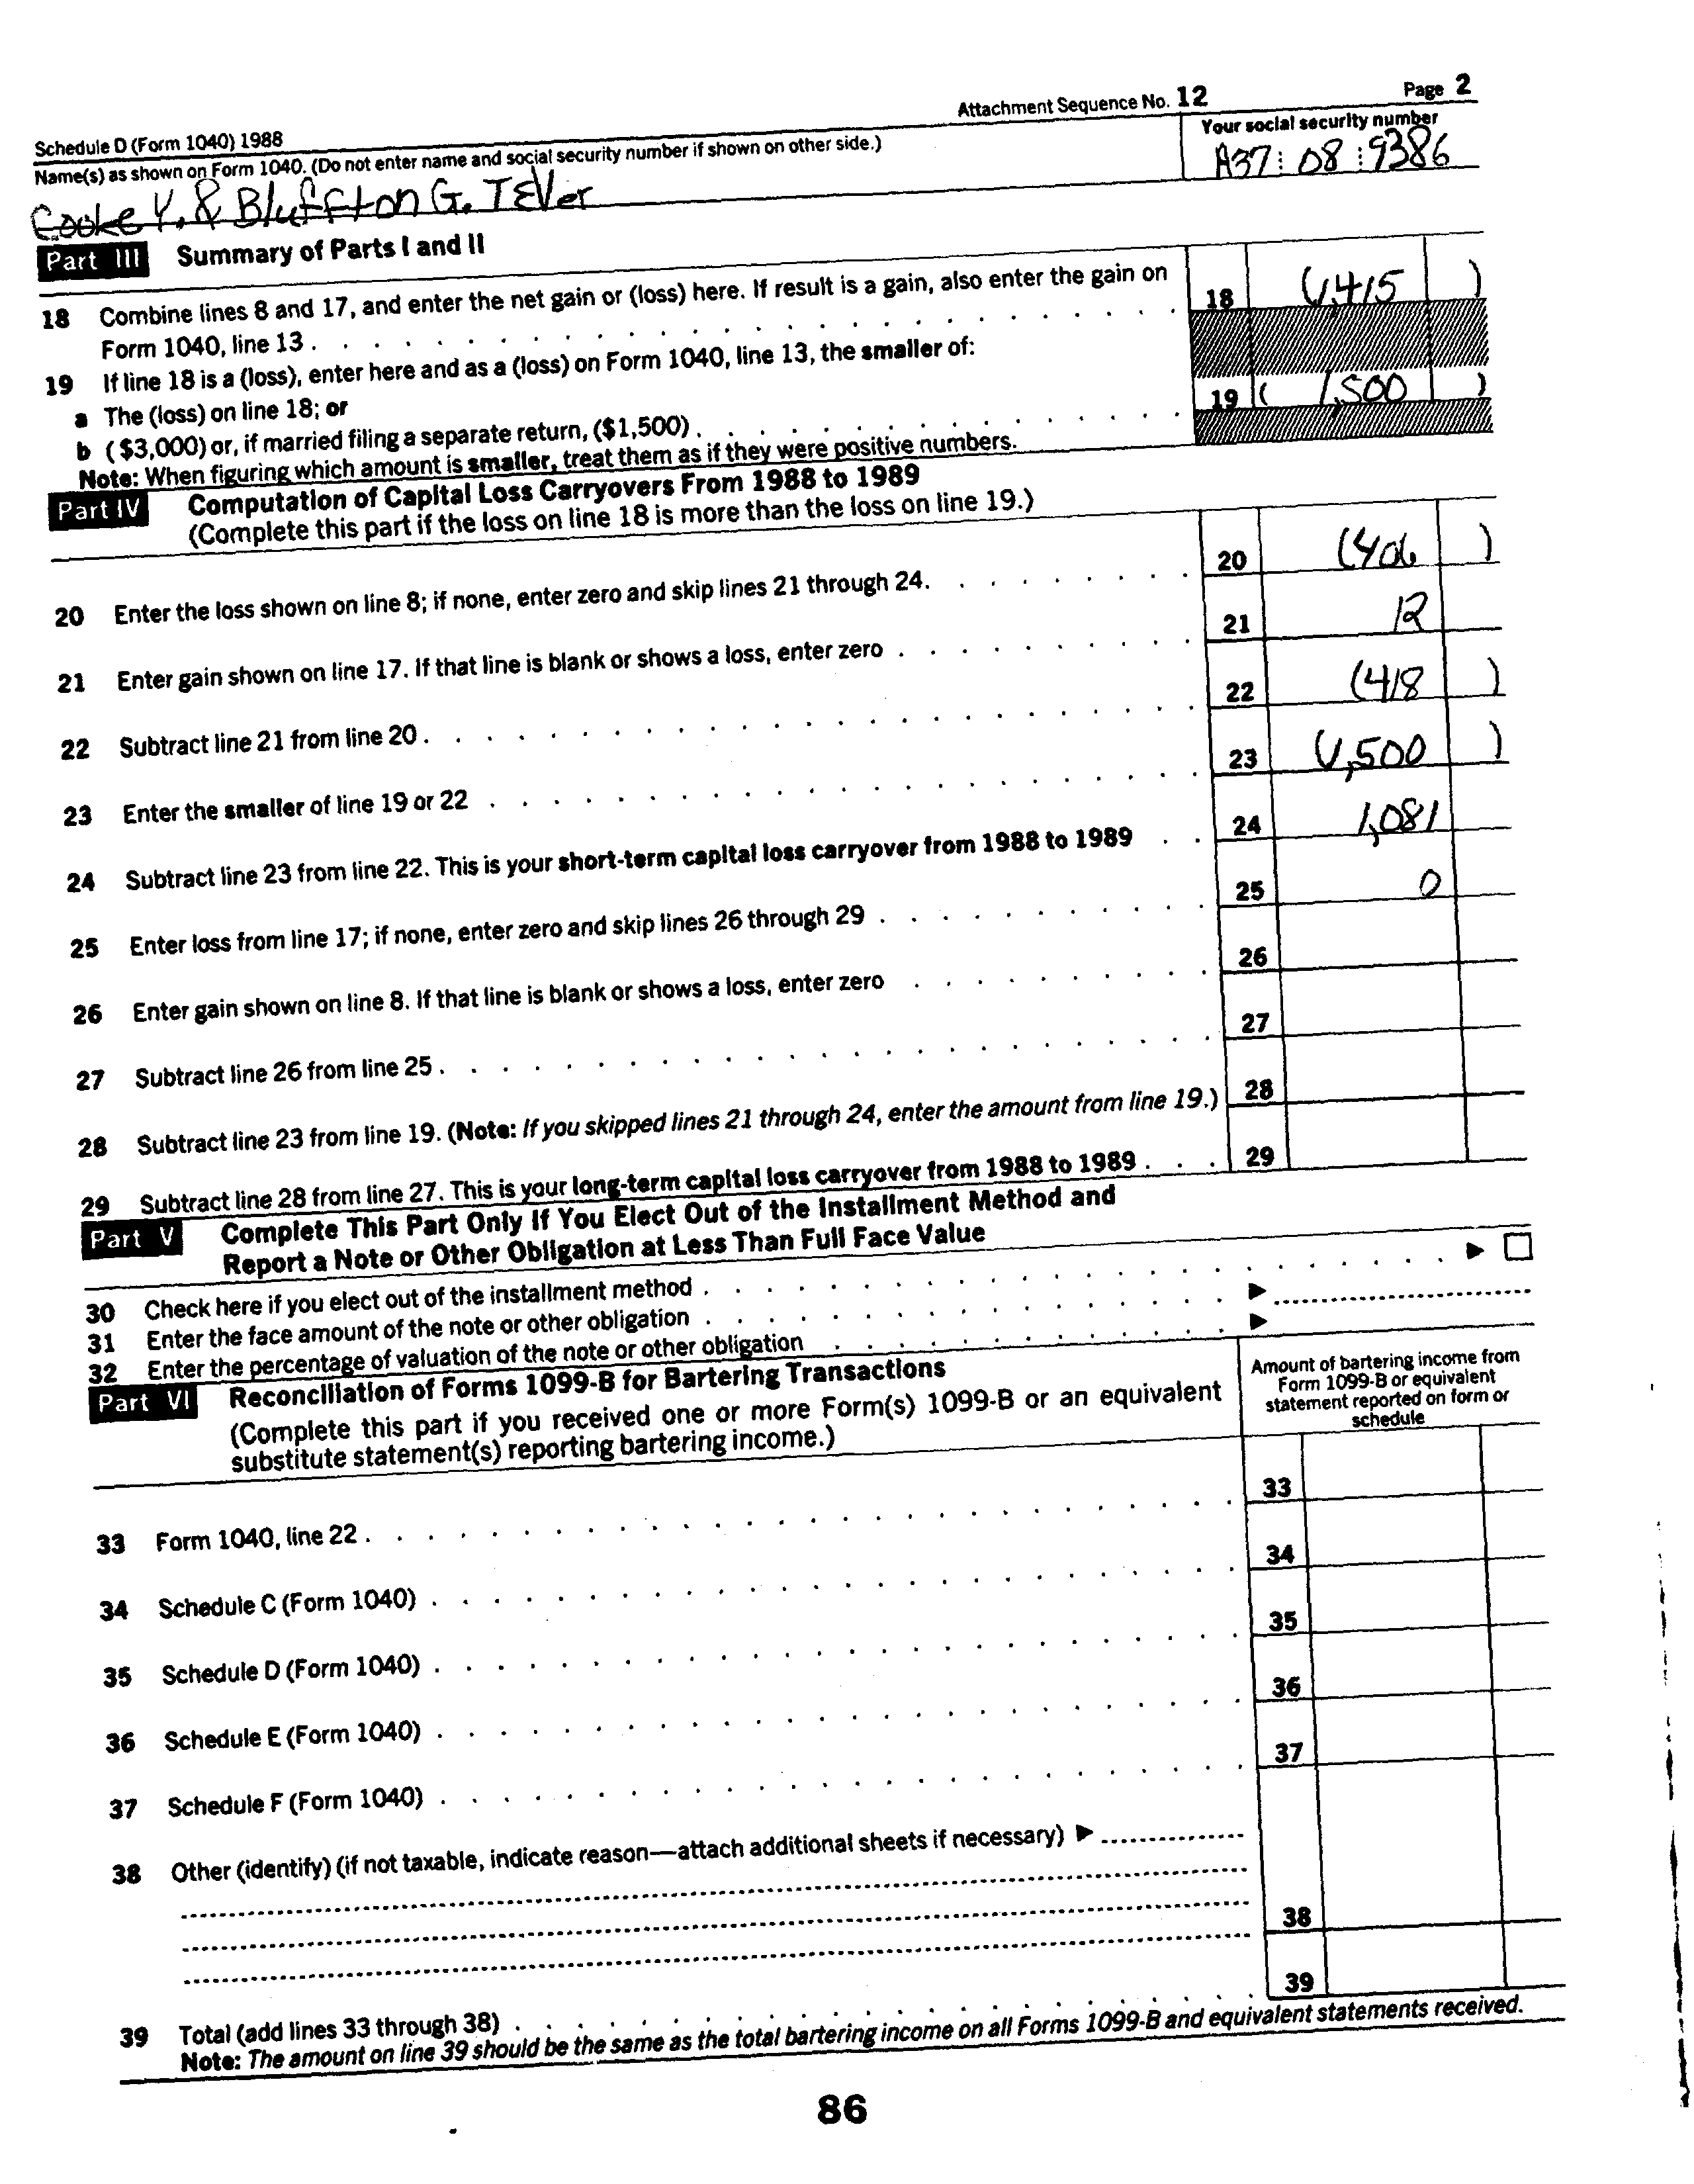 Attachment Sequence No. 12 Page 2
Schedule D (Form 1040) 1988
Name(s) as shown on Form 1040. (Do not enter name and social security number if shown on other side.) Your social security number
Cooke Y. & Bluffton G. TEVer A37 08 9386
Part III Summary of Parts I and II
18 Combine lines 8 and 17, and enter the net gain or (loss) here. If result is a gain, also enter the gain on
Form 1040, line 13 . . . . 18 (1,415 )
19 If line 18 is a (loss), enter here and as a (loss) on Form 1040, line 13, the smaller of:
a The (loss) on line 18; or
b ($3,000) or, if married filing a separate return, ($1,500) . . . . 19 ( 1,500 )
Note: When figuring which amount is smaller, treat them as if they were positive numbers.
Part IV Computation of Capital Loss Carryovers From 1988 to 1989
(Complete this part if the loss on line 18 is more than the loss on line 19.)
20 Enter the loss shown on line 8; if none, enter zero and skip lines 21 through 24. . . . 20 (406 )
21 Enter gain shown on line 17. If that line is blank or shows a loss, enter zero . . . . 21 12
22 Subtract line 21 from line 20 . . . . 22 (418 )
23 Enter the smaller of line 19 or 22 . . . . 23 (1,500 )
24 Subtract line 23 from line 22. This is your short-term capital loss carryover from 1988 to 1989 . . 24 1,081
25 Enter loss from line 17; if none, enter zero and skip lines 26 through 29 . . . . 25 0
26 Enter gain shown on line 8. If that line is blank or shows a loss, enter zero . . . . 26
27 Subtract line 26 from line 25 . . . . 27
28 Subtract line 23 from line 19. (Note: If you skipped lines 21 through 24, enter the amount from line 19.) 28
29 Subtract line 28 from line 27. This is your long-term capital loss carryover from 1988 to 1989 . . . 29
Part V Complete This Part Only If You Elect Out of the Installment Method and
Report a Note or Other Obligation at Less Than Full Face Value
30 Check here if you elect out of the installment method . . . . ▶ ☐
31 Enter the face amount of the note or other obligation . . . . ▶
32 Enter the percentage of valuation of the note or other obligation . . . . ▶
Part VI Reconciliation of Forms 1099-B for Bartering Transactions
(Complete this part if you received one or more Form(s) 1099-B or an equivalent
substitute statement(s) reporting bartering income.)
Amount of bartering income from
Form 1099-B or equivalent
statement reported on form or
schedule
33 Form 1040, line 22 . . . . 33
34 Schedule C (Form 1040) . . . . 34
35 Schedule D (Form 1040) . . . . 35
36 Schedule E (Form 1040) . . . . 36
37 Schedule F (Form 1040) . . . . 37
38 Other (identify) (if not taxable, indicate reason—attach additional sheets if necessary) ▶
38
39 Total (add lines 33 through 38) . . . . 39
Note: The amount on line 39 should be the same as the total bartering income on all Forms 1099-B and equivalent statements received.
86